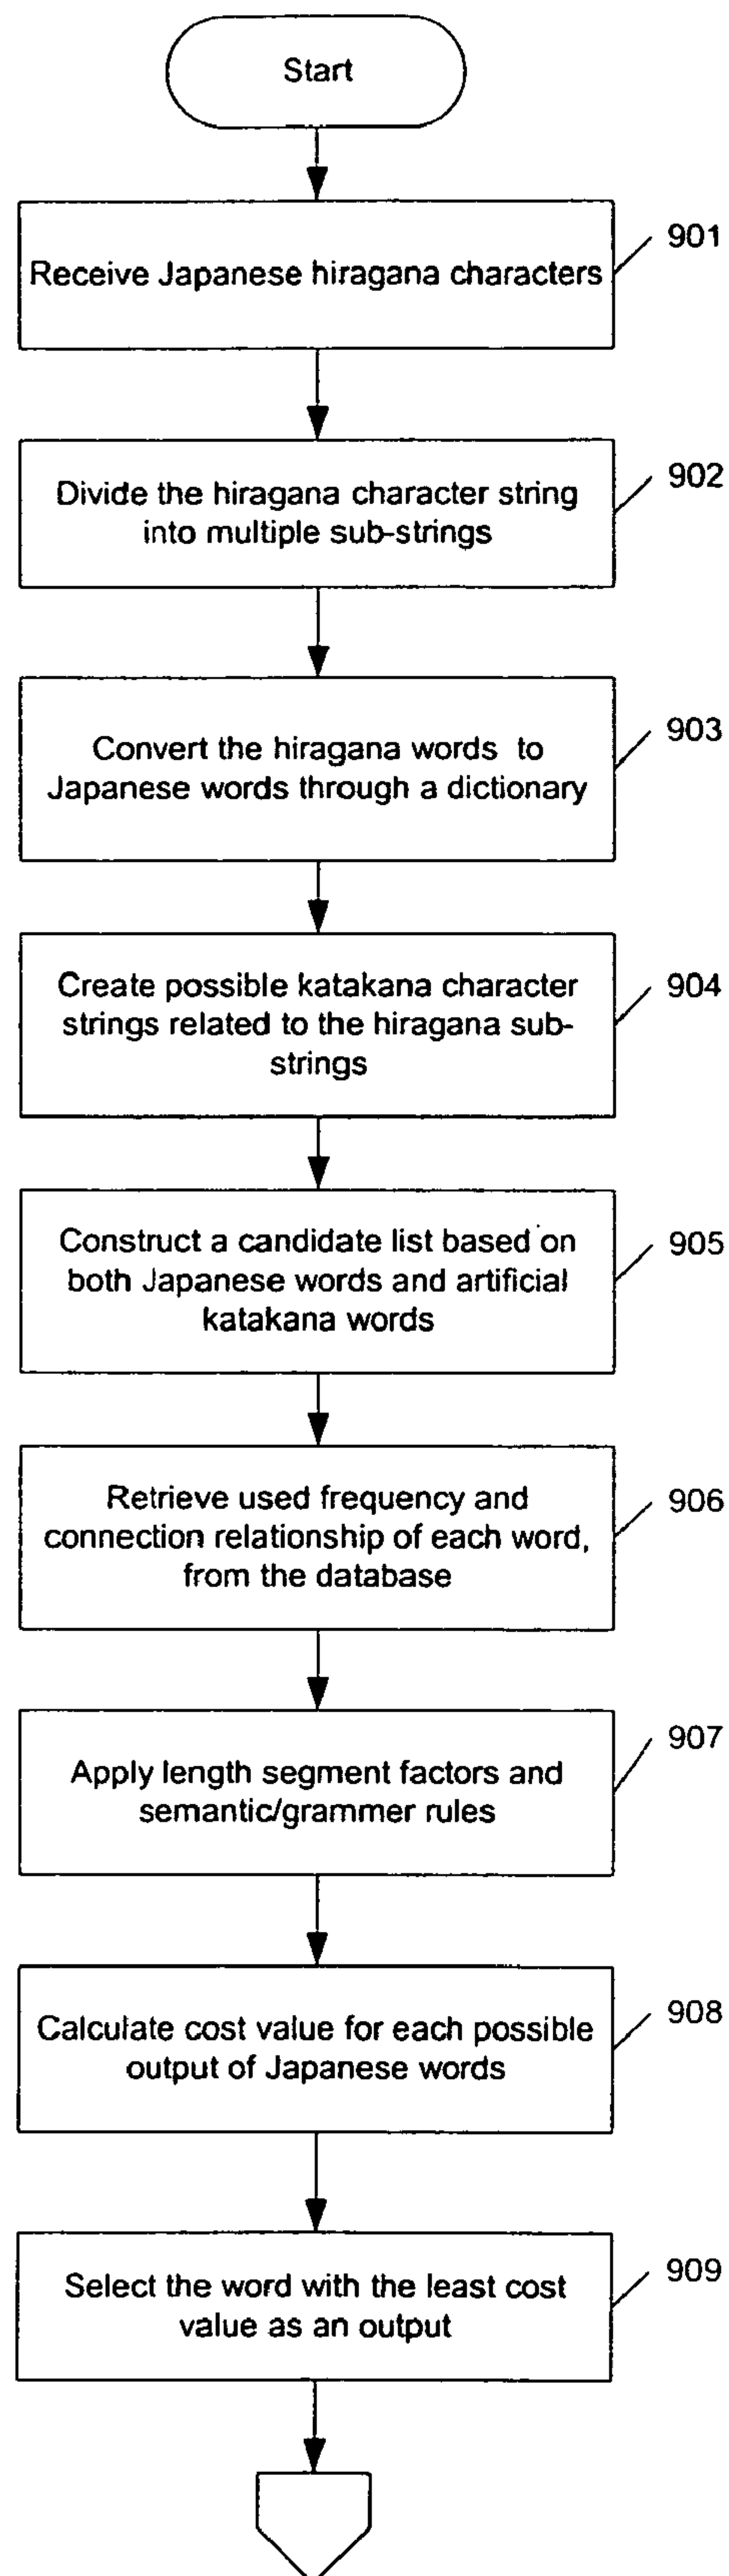 Start
Receive Japanese hiragana characters
901
Divide the hiragana character string
into multiple sub-strings
902
Convert the hiragana words to
Japanese words through a dictionary
903
Create possible katakana character
strings related to the hiragana sub-
strings
904
Construct a candidate list based on
both Japanese words and artificial
katakana words
905
Retrieve used frequency and
connection relationship of each word,
from the database
906
Apply length segment factors and
semantic/grammer rules
907
Calculate cost value for each possible
output of Japanese words
908
Select the word with the least cost
value as an output
909